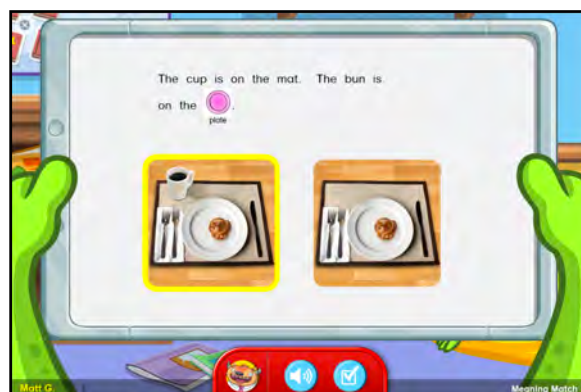 The cup is on the mat. The bun is
on the
.
plate
Matt G.
Meaning Match